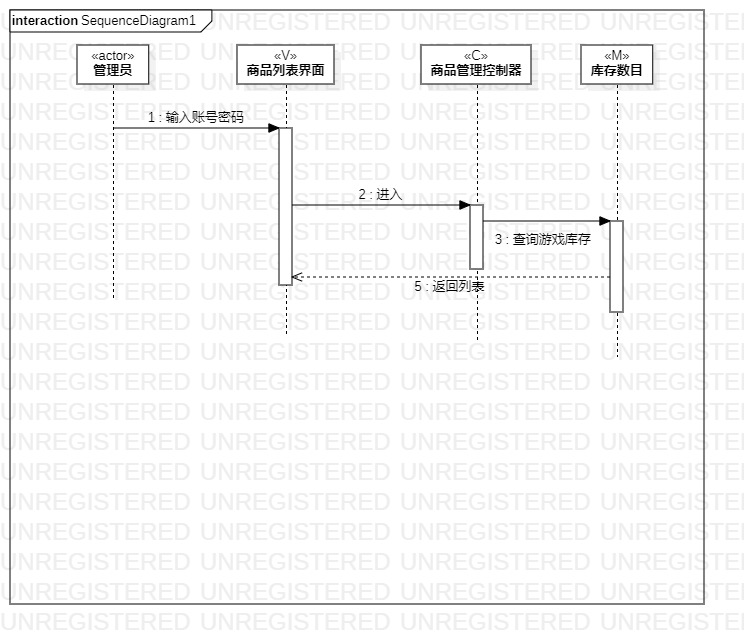 interaction SequenceDiagram1
«actor»
管理员
«V»
商品列表界面
«C»
商品管理控制器
«M»
库存数目
1 : 输入账号密码
2 : 进入
3 : 查询游戏库存
5 : 返回列表
UNREGISTERED UNREGISTERED UNREGISTERED UNREGISTERED